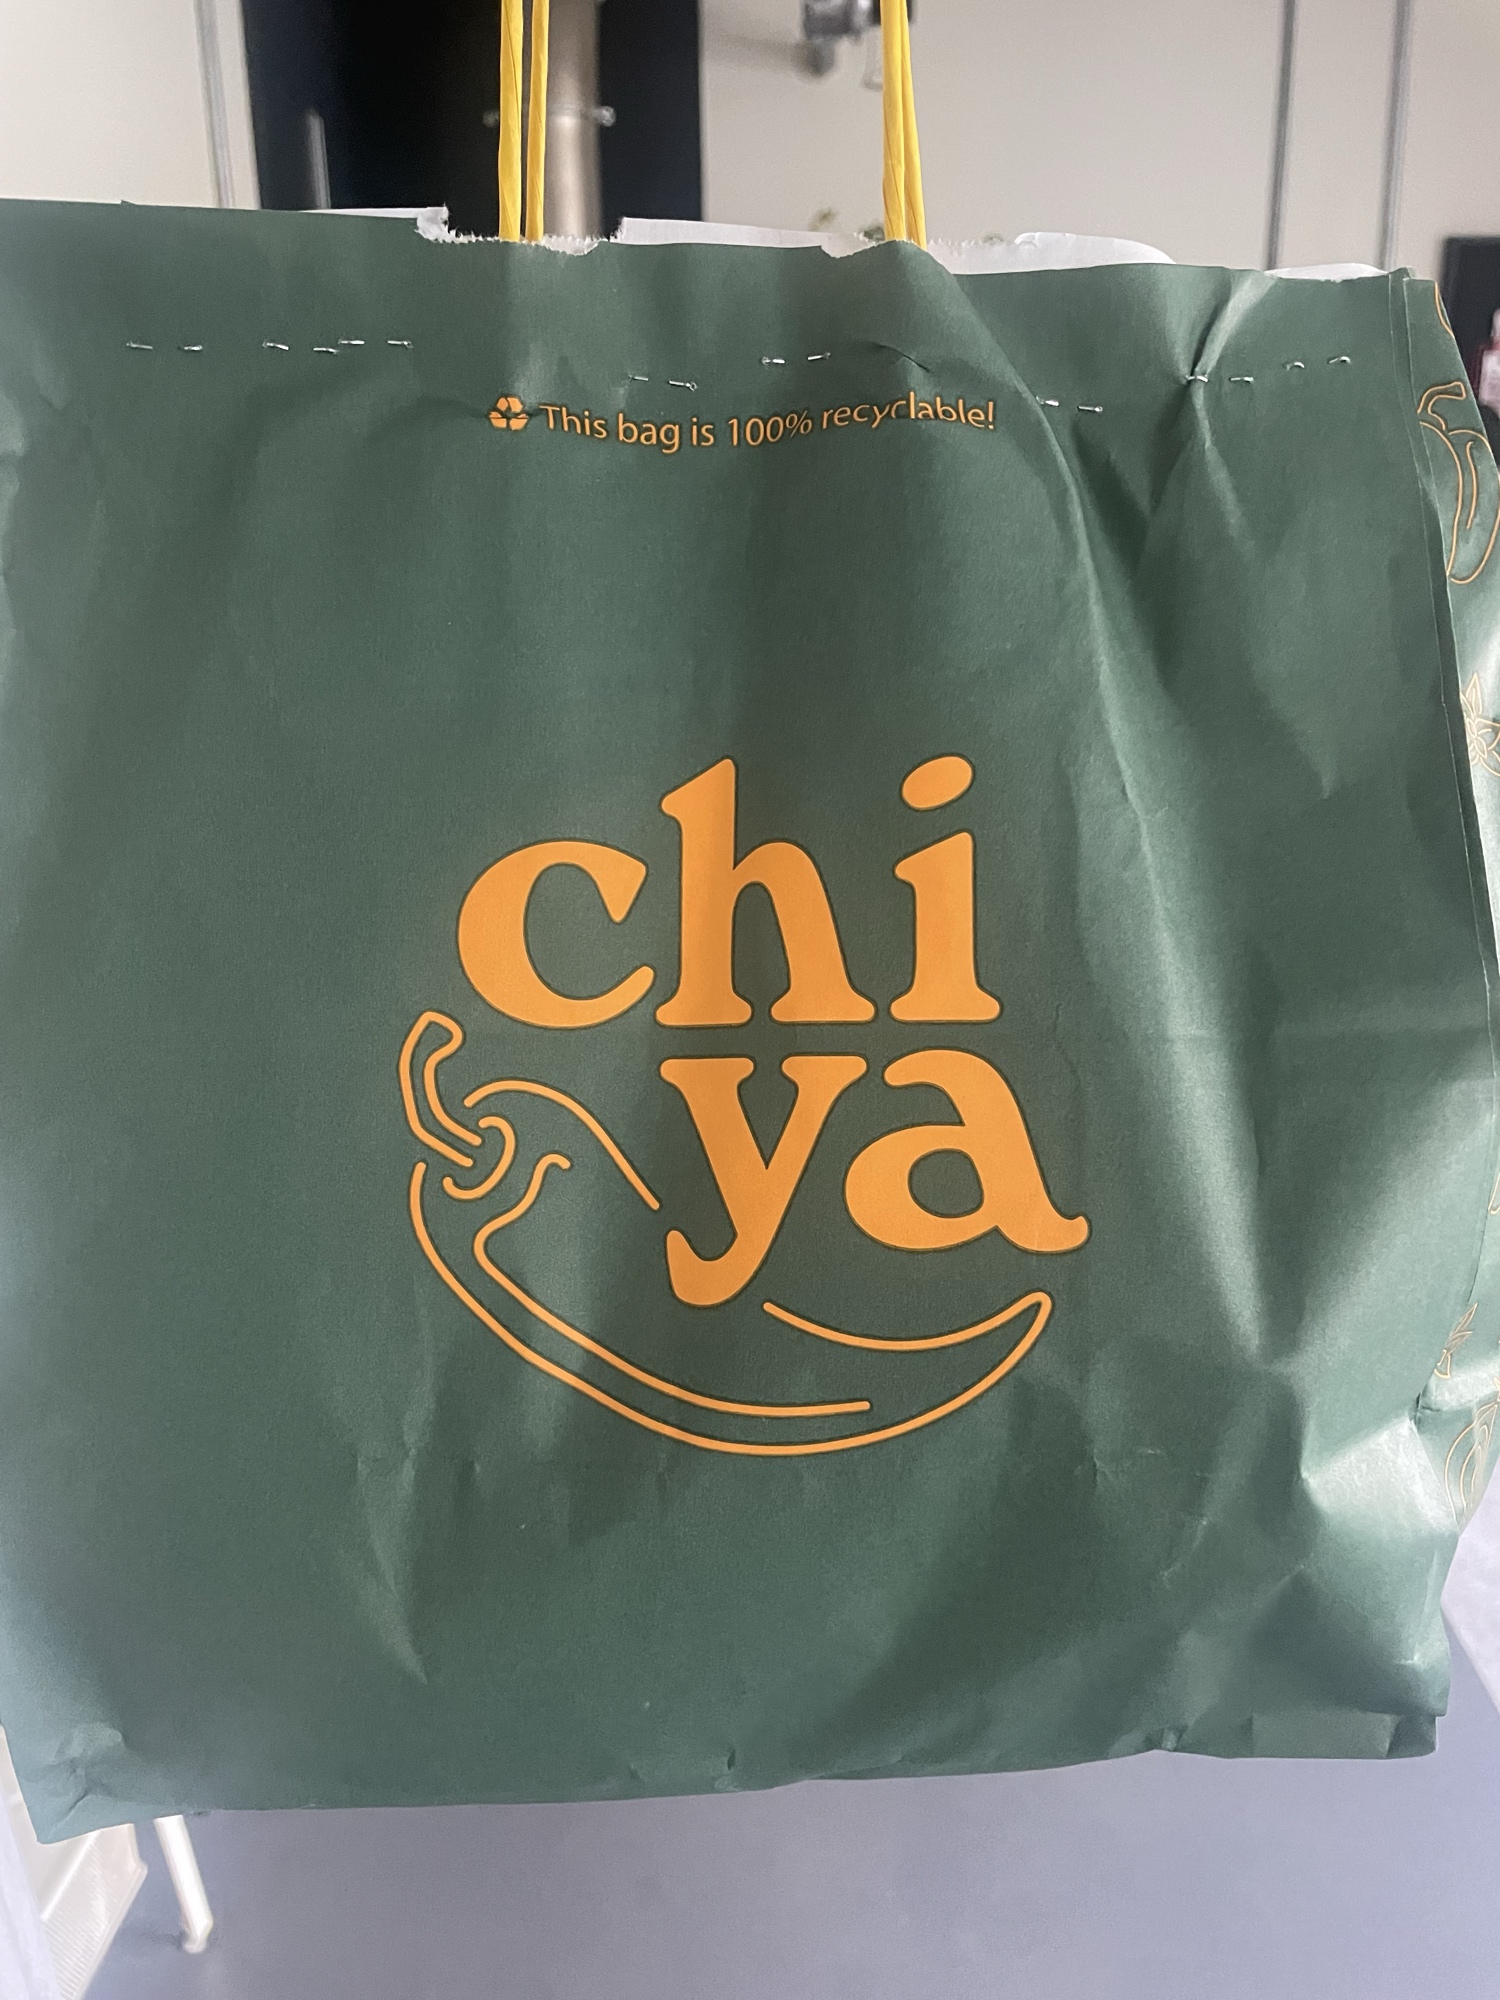 This bag is 100% recyclable!
chi
ya